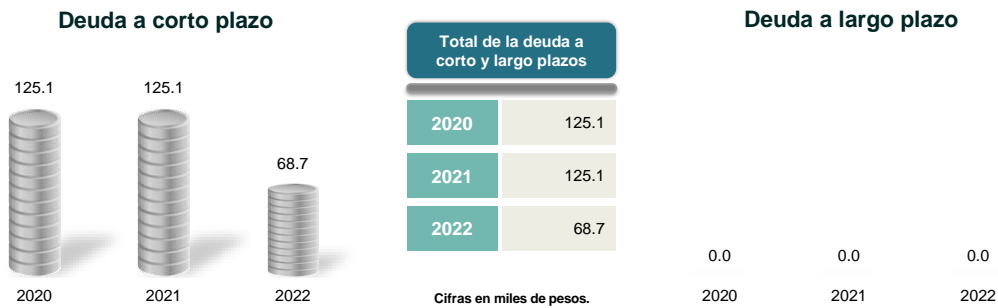 Deuda a corto plazo
125.1
125.1
68.7
2020
2021
2022
Total de la deuda a
corto y largo plazos
2020 125.1
2021 125.1
2022 68.7
Cifras en miles de pesos.
Deuda a largo plazo
0.0 0.0 0.0
2020 2021 2022